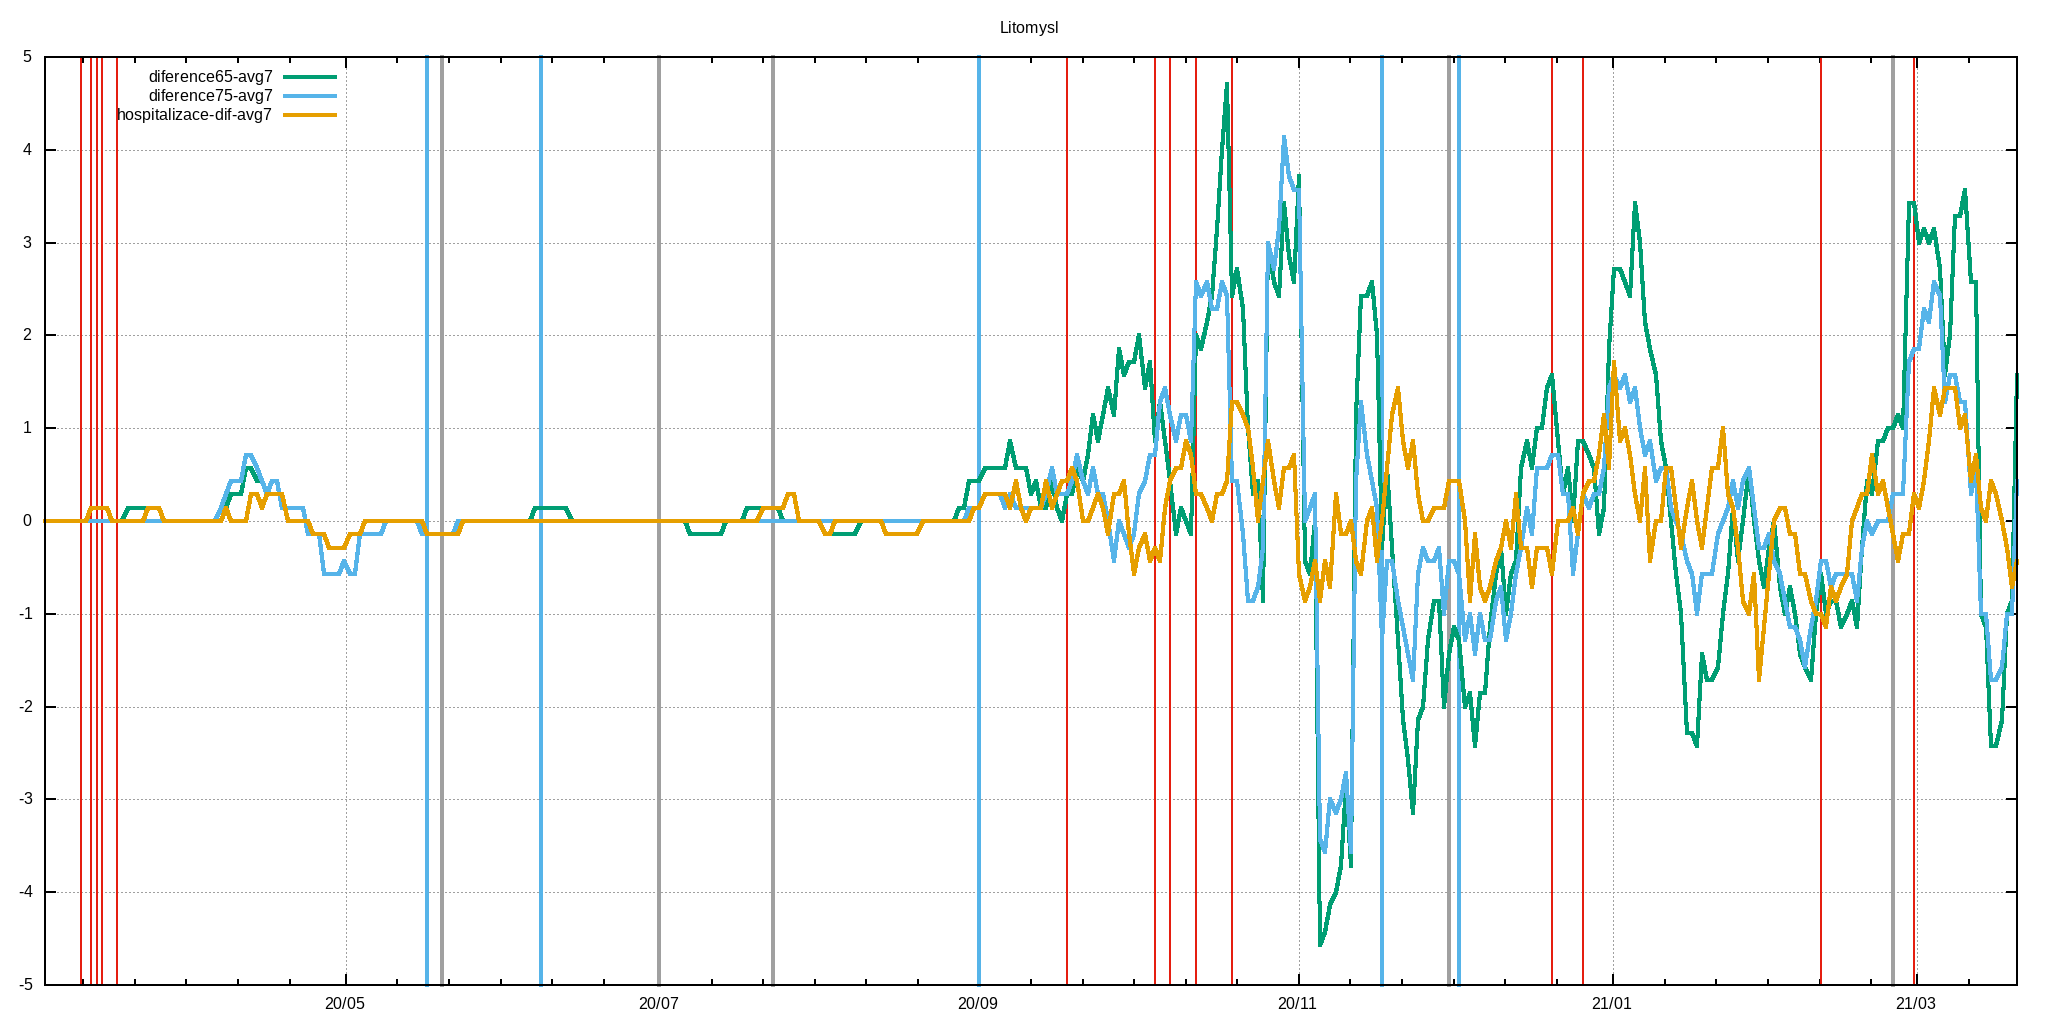 Litomysl
diference65-avg7
diference75-avg7
hospitalizace-dif-avg7
5
4
3
2
1
0
-1
-2
-3
-4
-5
20/05 20/07 20/09 20/11 21/01 21/03